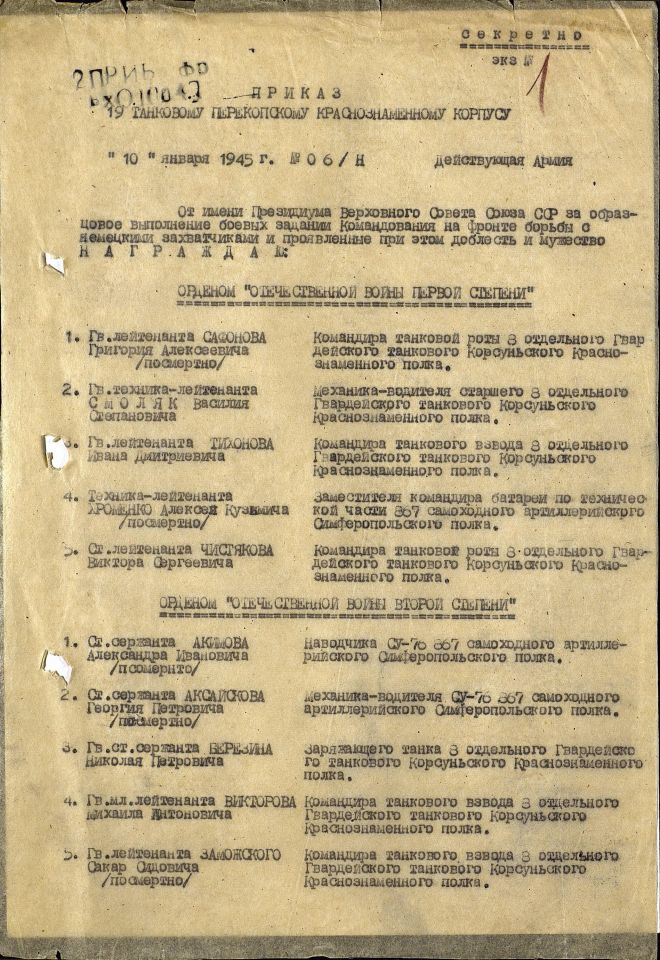 Секретно
экз № 1
2 ПРИБ ФР
ПРИКАЗ
19 ТАНКОВОМУ ПЕРЕКОПСКОМУ КРАСНОЗНАМЕННОМУ КОРПУСУ
"10" января 1945 г. № 06/Н Действующая Армия
От имени Президиума Верховного Совета Союза ССР за образ-
цовое выполнение боевых задании Командования на фронте борьбы с
немецкими захватчиками и проявленные при этом доблесть и мужество
НАГРАЖДАЮ:
ОРДЕНОМ "ОТЕЧЕСТВЕННОЙ ВОЙНЫ ПЕРВОЙ СТЕПЕНИ"
1. Гв.лейтенанта САФОНОВА Командира танковой роты 8 отдельного Гвар
Григория Алексеевича дейского танкового Корсуньского Красно-
/посмертно/ знаменного полка.
2. Гв.техника-лейтенанта Механика-водителя старшего 8 отдельного
СМОЛЯК Василия Гвардейского танкового Корсуньского
Степановича Краснознаменного полка.
3. Гв.лейтенанта ТИХОНОВА Командира танкового взвода 8 отдельного
Ивана Дмитриевича Гвардейского танкового Корсуньского
Краснознаменного полка.
4. Техника-лейтенанта Заместителя командира батареи по техничес
ХРОМЕНКО Алексей Кузимича кой части 867 самоходного артиллерийского
/посмертно/ Симферопольского полка.
5. Ст.лейтенанта ЧИСТЯКОВА Командира танковой роты 8 отдельного Гвар-
Виктора Сергеевича дейского танкового Корсуньского Красно-
знаменного полка.
ОРДЕНОМ "ОТЕЧЕСТВЕННОЙ ВОЙНЫ ВТОРОЙ СТЕПЕНИ"
1. Ст.сержанта АКИМОВА Наводчика СУ-76 867 самоходного артилле-
Александра Ивановича рийского Симферопольского полка.
/посмернто/
2. Ст.сержанта АКСАЙСКОВА Механика-водителя СУ-76 867 самоходного
Георгия Петровича артиллерийского Симферопольского полка.
/посмертно/
3. Гв.ст.сержанта БЕРЕЗИНА Заряжающего танка 8 отдельного Гвардейско
Николая Петровича го танкового Корсуньского Краснознаменного
полка.
4. Гв.мл.лейтенанта ВИКТОРОВА Командира танкового взвода 8 отдельного
Михаила Антоновича Гвардейского танкового Корсуньского
Краснознаменного полка.
5. Гв.лейтенанта ЗАМОЖСКОГО Командира танкового взвода 8 отдельного
Сакар Сидовича Гвардейского танкового Корсуньского
/посмертно/ Краснознаменного полка.